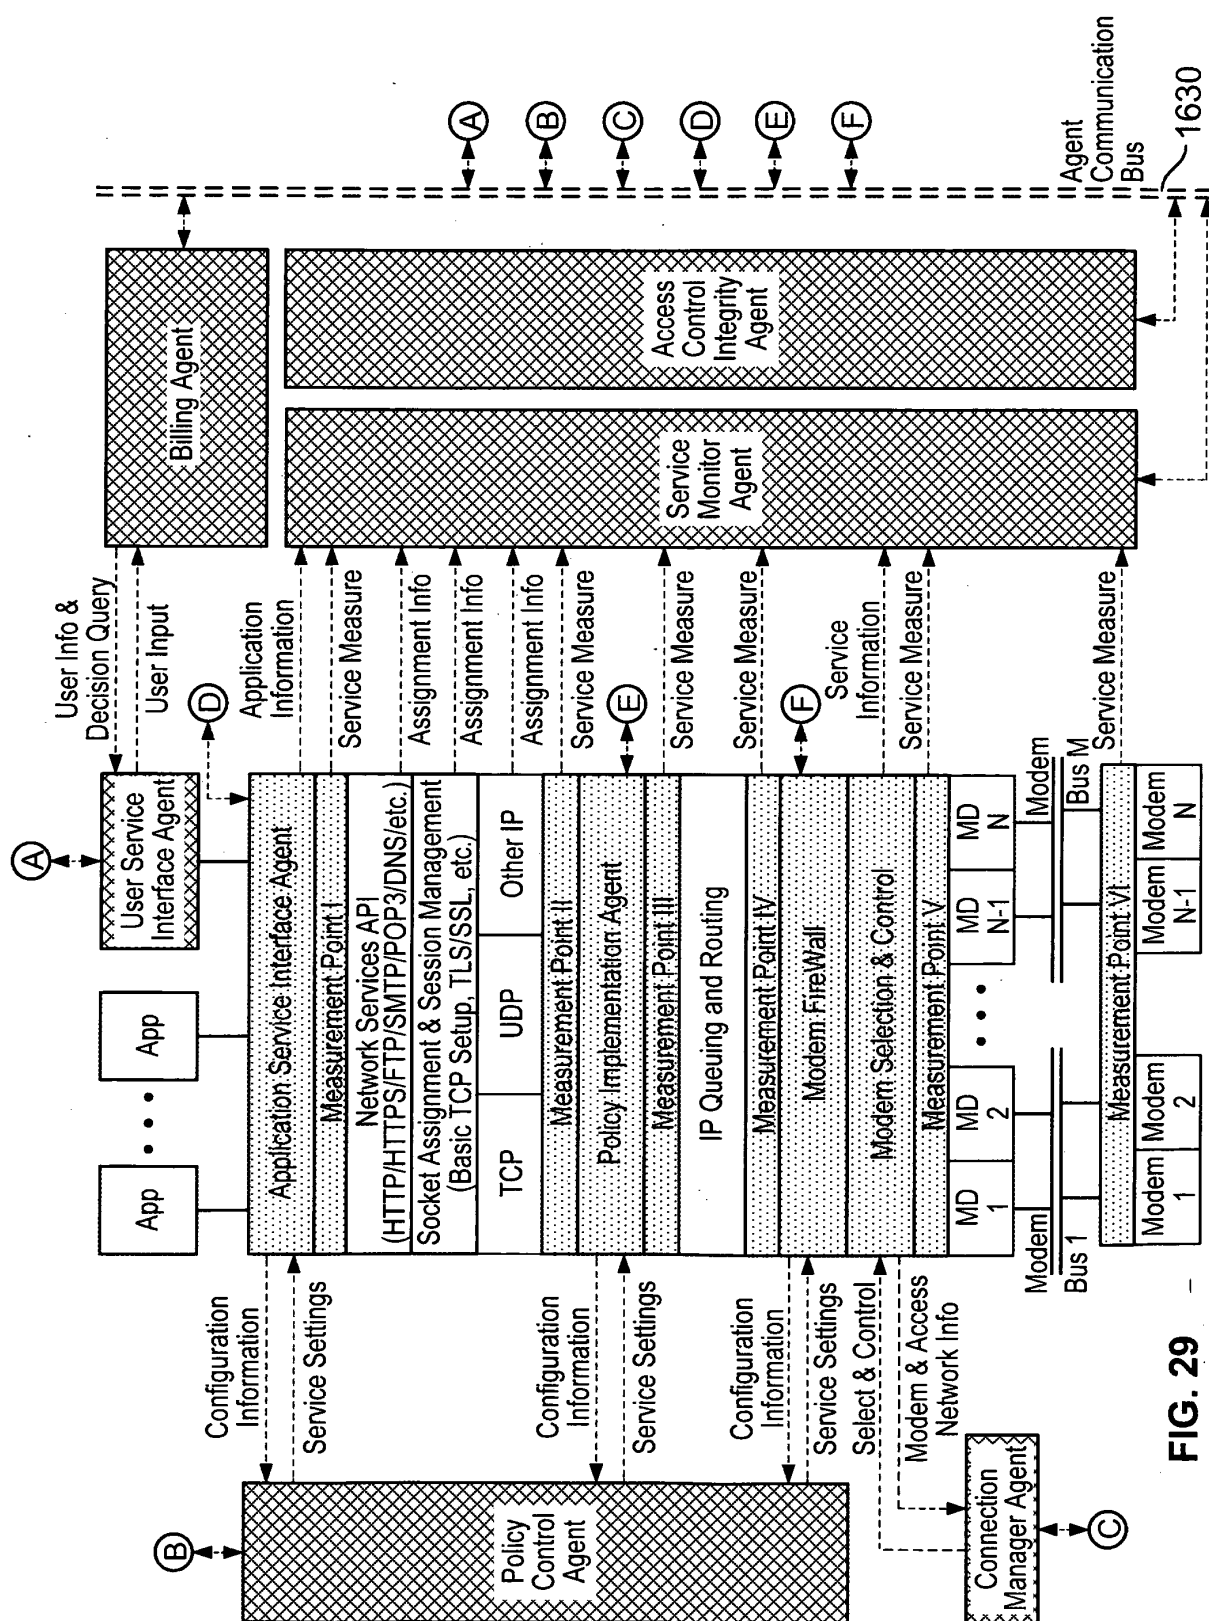 User Service
Interface Agent
App
App
A
User Info &
Decision Query
User Input
Billing Agent
D
Application Service Interface Agent
Measurement Point I
Network Services API
(HTTP/HTTPS/FTP/SMTP/POP3/DNS/etc.)
Socket Assignment & Session Management
(Basic TCP Setup, TLS/SSL, etc.)
TCP
UDP
Other IP
Measurement Point II
Policy Implementation Agent
Measurement Point III
IP Queuing and Routing
Measurement Point IV
Modem FireWall
Modem Selection & Control
Measurement Point V
MD
1
MD
2
MD
N-1
MD
N
Modem
Bus 1
Modem
Bus M
Measurement Point VI
Modem
1
Modem
2
Modem
N-1
Modem
N
B
Policy
Control
Agent
Configuration
Information
Service Settings
Configuration
Information
Service Settings
Configuration
Information
Service Settings
Select & Control
Modem & Access
Network Info
Connection
Manager Agent
C
Application
Information
Service Measure
Assignment Info
Assignment Info
Assignment Info
Service Measure
E
Service Measure
Service Measure
F
Service
Information
Service Measure
Service Measure
Service
Monitor
Agent
Access
Control
Integrity
Agent
A
B
C
D
E
F
Agent
Communication
Bus
1630
FIG. 29